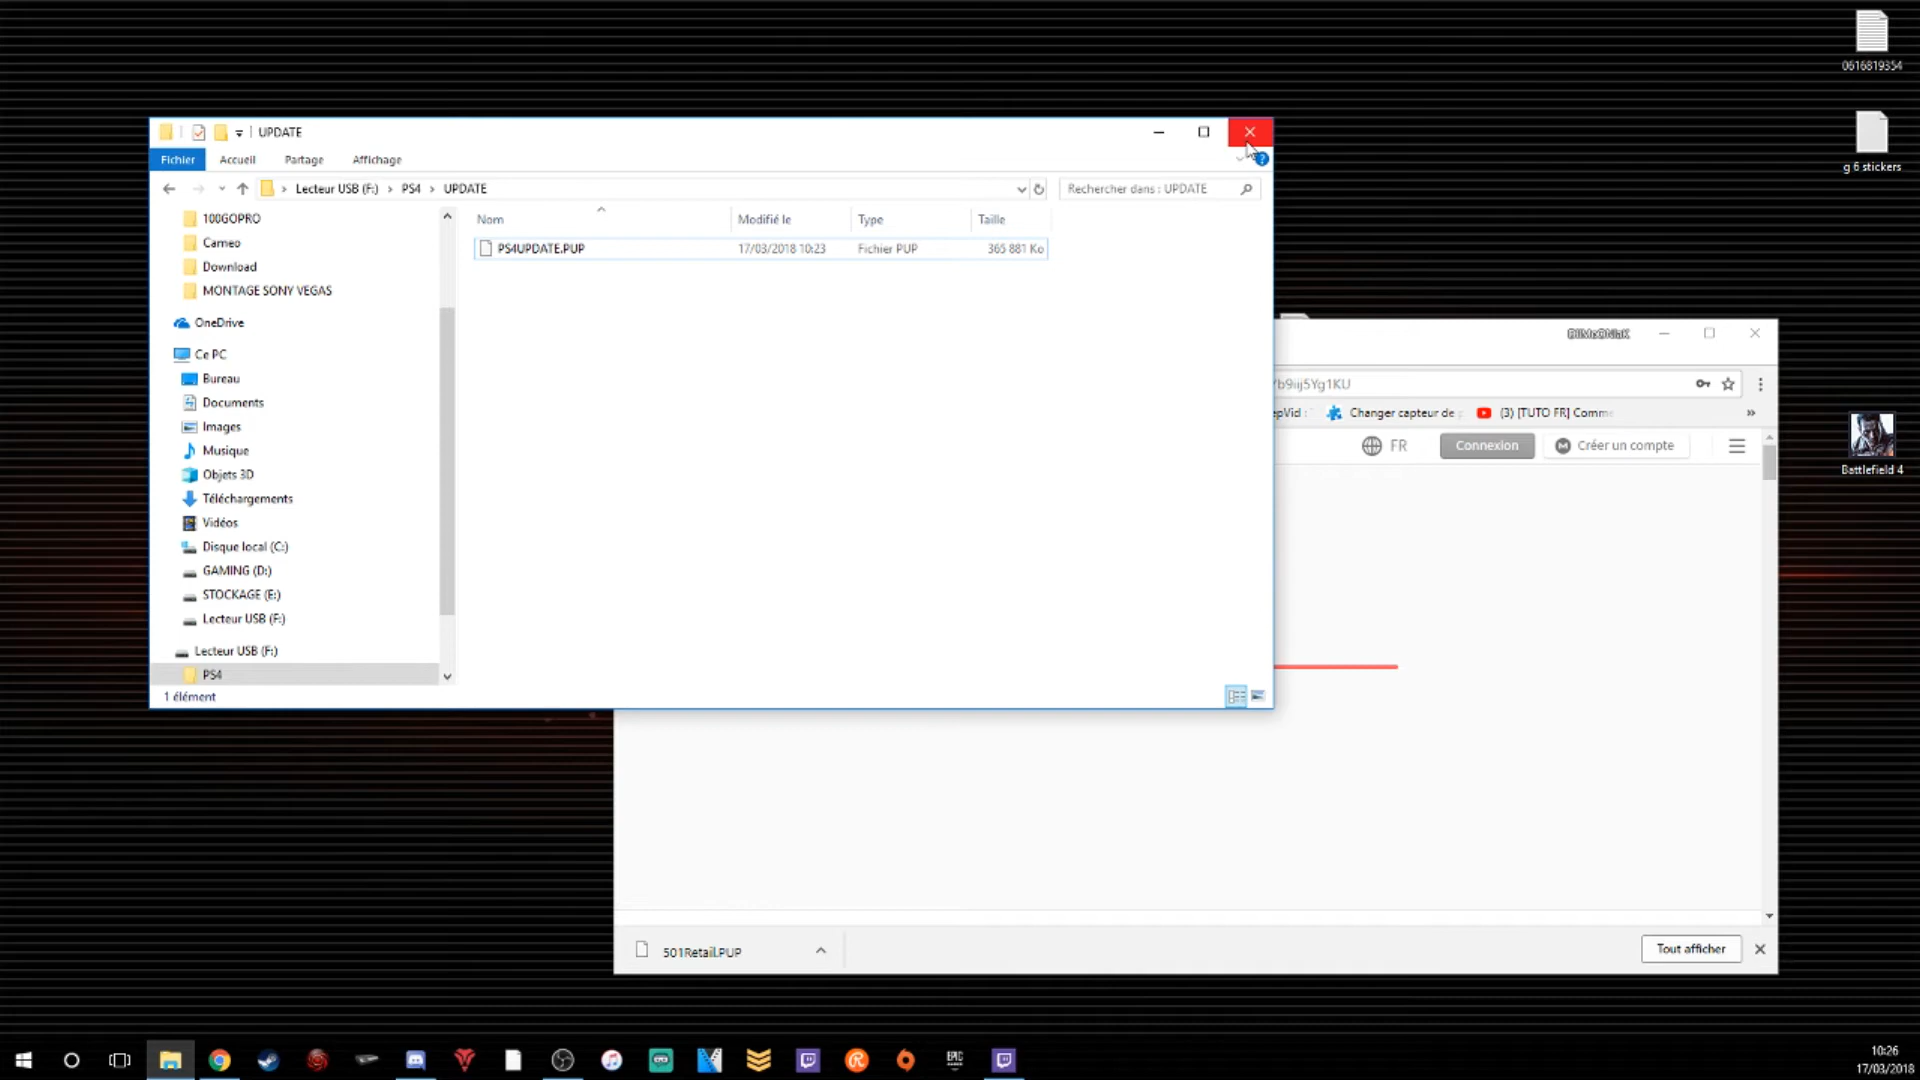 0616819354
g 6 stickers
UPDATE
Fichier
Accueil
Partage
Affichage
Lecteur USB (F:) › PS4 › UPDATE
Rechercher dans : UPDATE
Nom
Modifié le
Type
Taille
PS4UPDATE.PUP
17/03/2018 10:23
Fichier PUP
365 881 Ko
100GOPRO
Cameo
Download
MONTAGE SONY VEGAS
OneDrive
Ce PC
Bureau
Documents
Images
Musique
Objets 3D
Téléchargements
Vidéos
Disque local (C:)
GAMING (D:)
STOCKAGE (E:)
Lecteur USB (F:)
Lecteur USB (F:)
PS4
1 élément
b9iij5Yg1KU
epVid :
Changer capteur de
(3) [TUTO FR] Comme
FR
Connexion
M Créer un compte
Battlefield 4
501Retail.PUP
Tout afficher
EPIC
10:26
17/03/2018